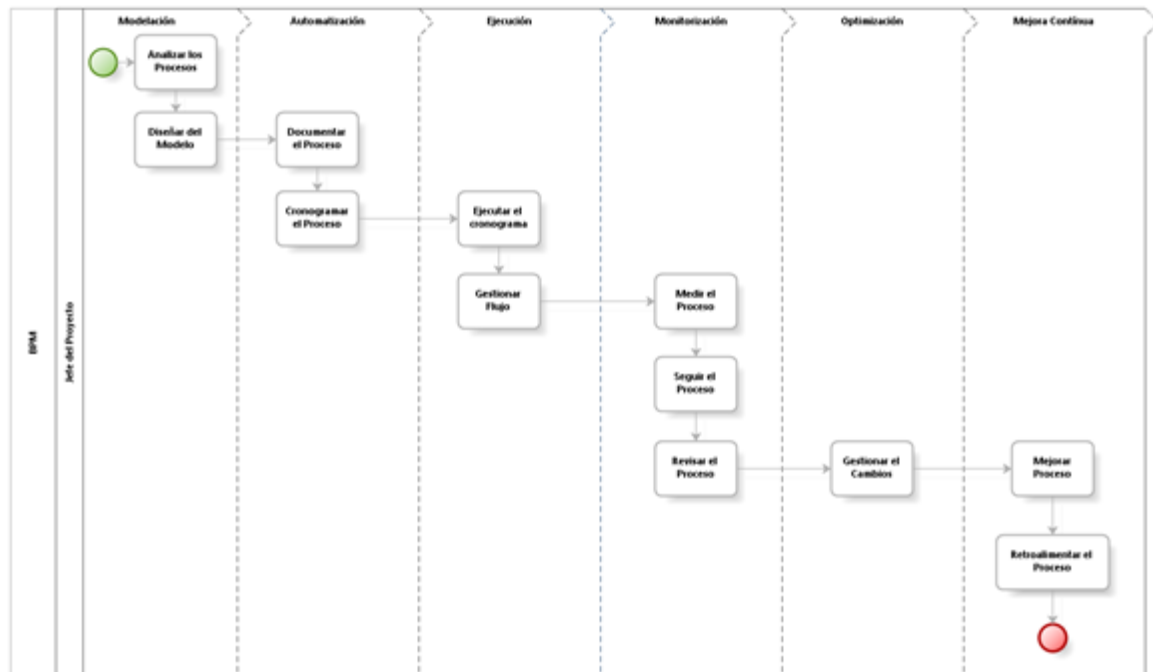 Modelación
Automatización
Ejecución
Monitorización
Optimización
Mejora Contínua
BPM
Jefe del Proyecto
Analizar los
Procesos
Diseñar del
Modelo
Documentar
el Proceso
Cronogramar
el Proceso
Ejecutar el
cronograma
Gestionar
Flujo
Medir el
Proceso
Seguir el
Proceso
Revisar el
Proceso
Gestionar el
Cambios
Mejorar
Proceso
Retroalimentar el
Proceso